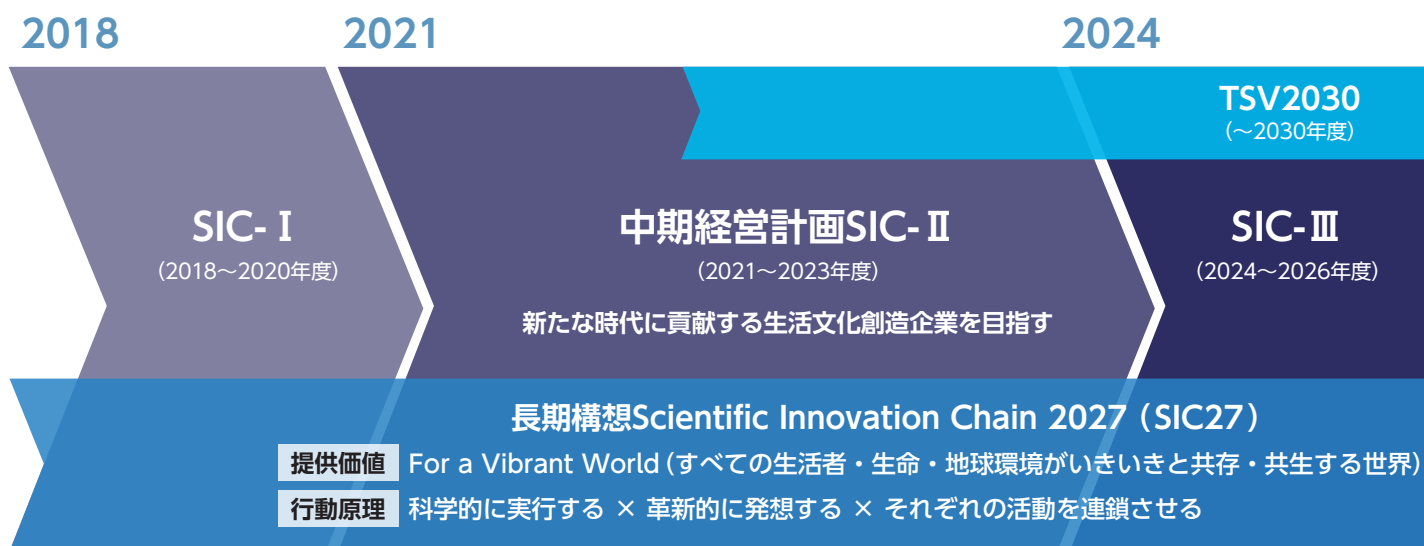 2018
2021
2024
TSV2030
(～2030年度)
SIC-Ⅰ
(2018～2020年度)
中期経営計画SIC-Ⅱ
(2021～2023年度)
新たな時代に貢献する生活文化創造企業を目指す
SIC-Ⅲ
(2024～2026年度)
長期構想Scientific Innovation Chain 2027（SIC27）
提供価値 For a Vibrant World（すべての生活者・生命・地球環境がいきいきと共存・共生する世界）
行動原理 科学的に実行する × 革新的に発想する × それぞれの活動を連鎖させる